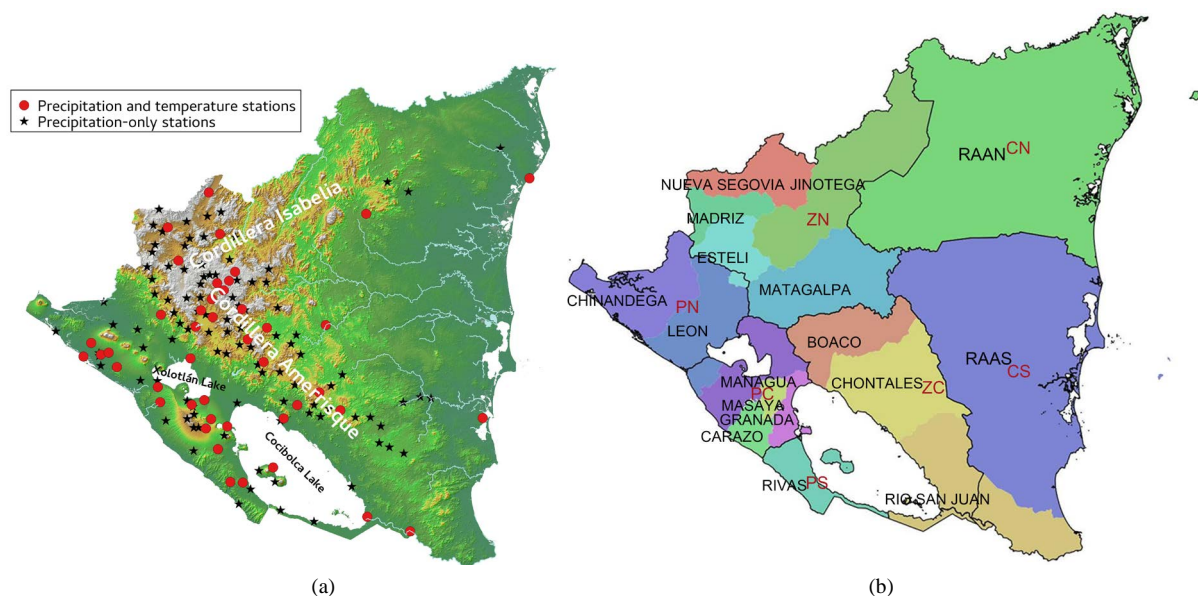 Precipitation and temperature stations
Precipitation-only stations
Cordillera Isabelia
Cordillera Amerrisque
Xolotlán Lake
Cocibolca Lake
(a)
RAAN CN
NUEVA SEGOVIA JINOTEGA
MADRIZ
ZN
ESTELI
CHINANDEGA
PN
MATAGALPA
LEON
BOACO
RAAS
CS
MANAGUA
CHONTALES ZC
PC
MASAYA
GRANADA
CARAZO
RIVAS PS
RIO SAN JUAN
(b)